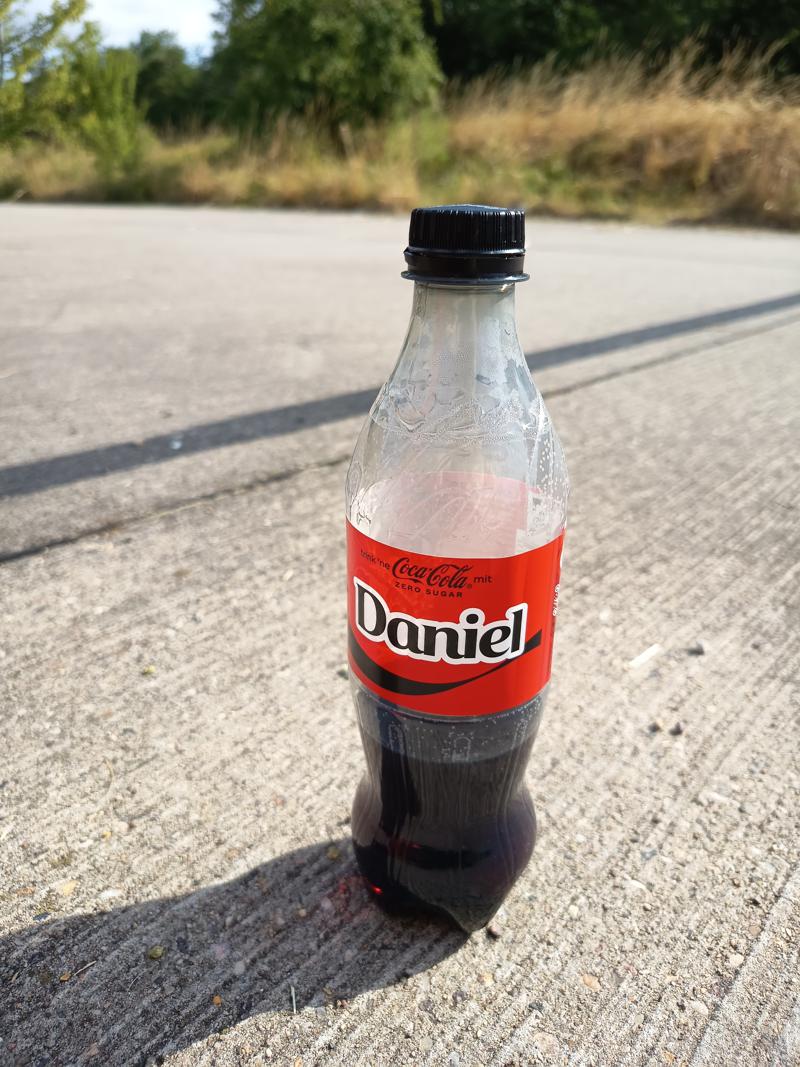 trink 'ne Coca-Cola® mit
ZERO SUGAR
Daniel